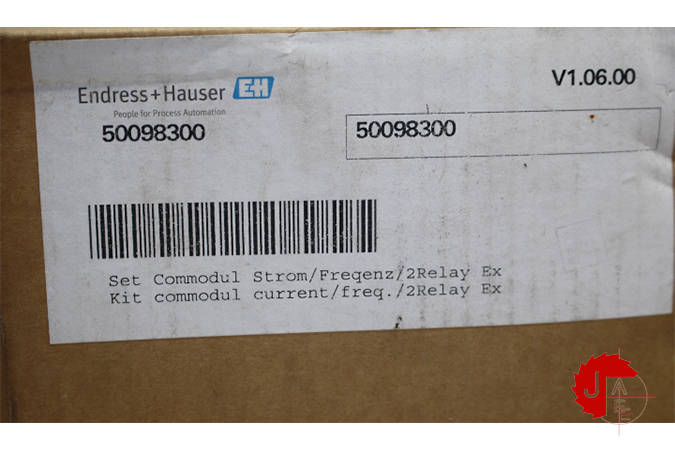 Endress+Hauser EH
People for Process Automation
V1.06.00
50098300
50098300
Set Commodul Strom/Freqenz/2Relay Ex
Kit commodul current/freq./2Relay Ex
J